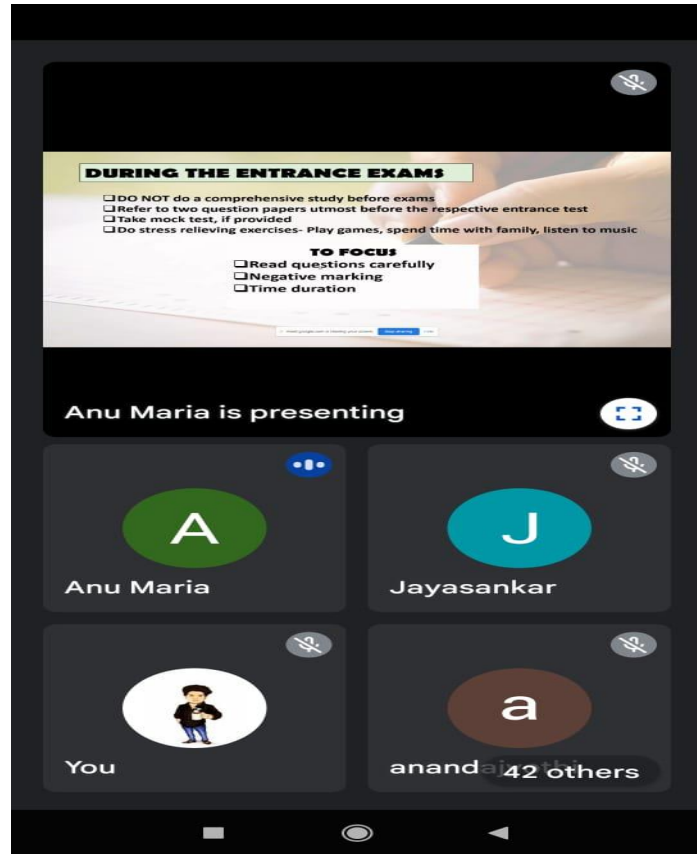 DURING THE ENTRANCE EXAMS
❑DO NOT do a comprehensive study before exams
❑Refer to two question papers utmost before the respective entrance test
❑Take mock test, if provided
❑Do stress relieving exercises- Play games, spend time with family, listen to music
TO FOCUS
❑Read questions carefully
❑Negative marking
❑Time duration
Stop sharing
Anu Maria is presenting
A
Anu Maria
J
Jayasankar
You
a
42 others